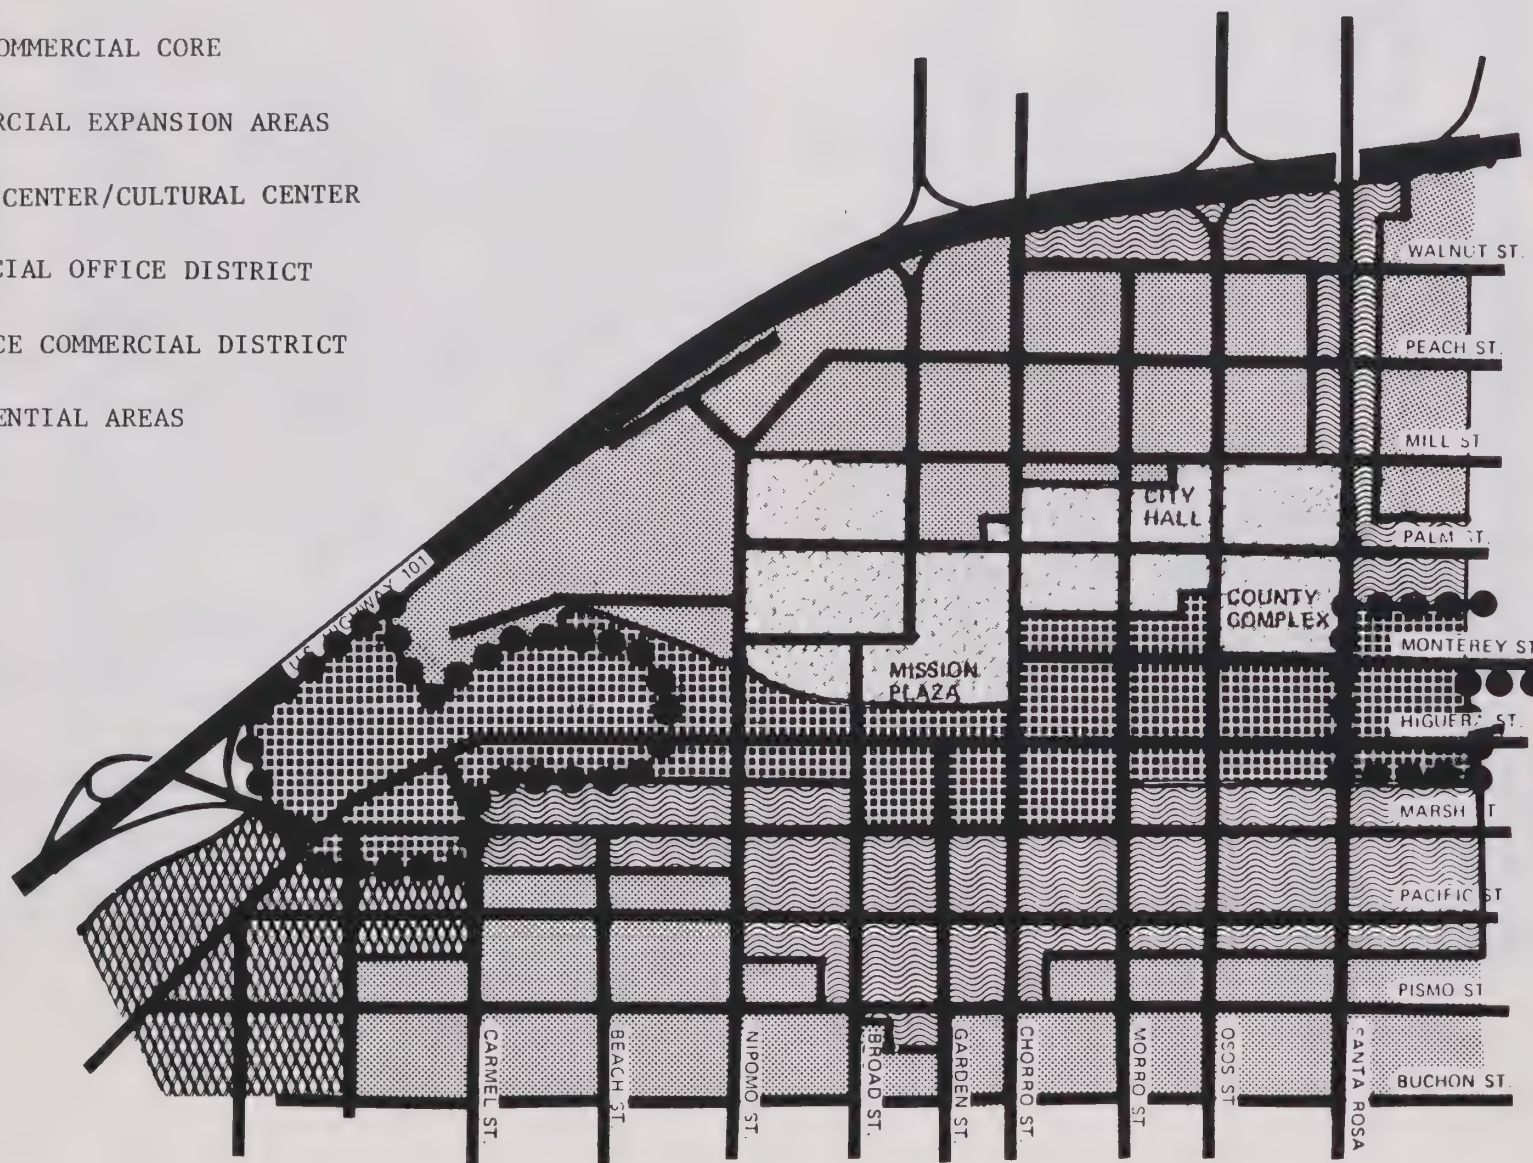 OMMERCIAL CORE
RCIAL EXPANSION AREAS
CENTER/CULTURAL CENTER
CIAL OFFICE DISTRICT
CE COMMERCIAL DISTRICT
ENTIAL AREAS
WALNUT ST.
PEACH ST.
MILL ST
CITY
HALL
PALM ST.
U.S. HIGHWAY 101
COUNTY
COMPLEX
MONTEREY ST
MISSION
PLAZA
HIGUERA ST.
MARSH ST
PACIFIC ST
PISMO ST
CARMEL ST.
BEACH ST.
NIPOMO ST.
BROAD ST.
GARDEN ST.
CHORRO ST.
MORRO ST
OSOS ST
SANTA ROSA
BUCHON ST.